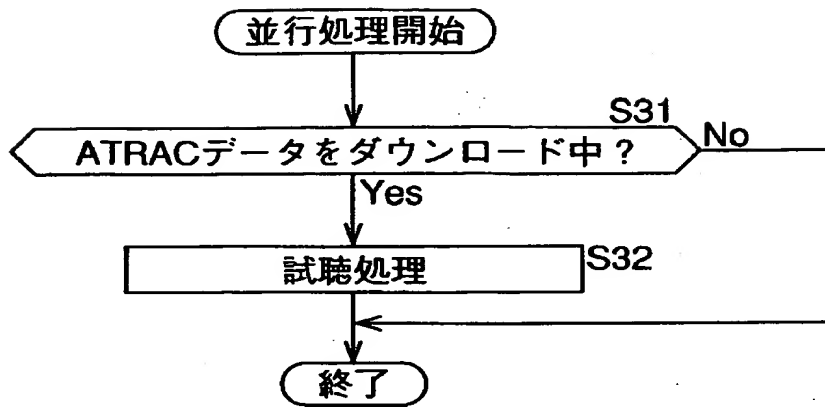 並行処理開始
S31
ATRACデータをダウンロード中?
No
Yes
試聴処理
S32
終了